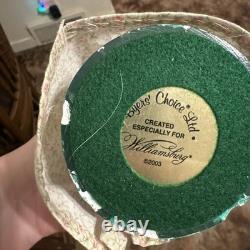 Byers' Choice Ltd.
CREATED
ESPECIALLY FOR
Williamsburg
©2003